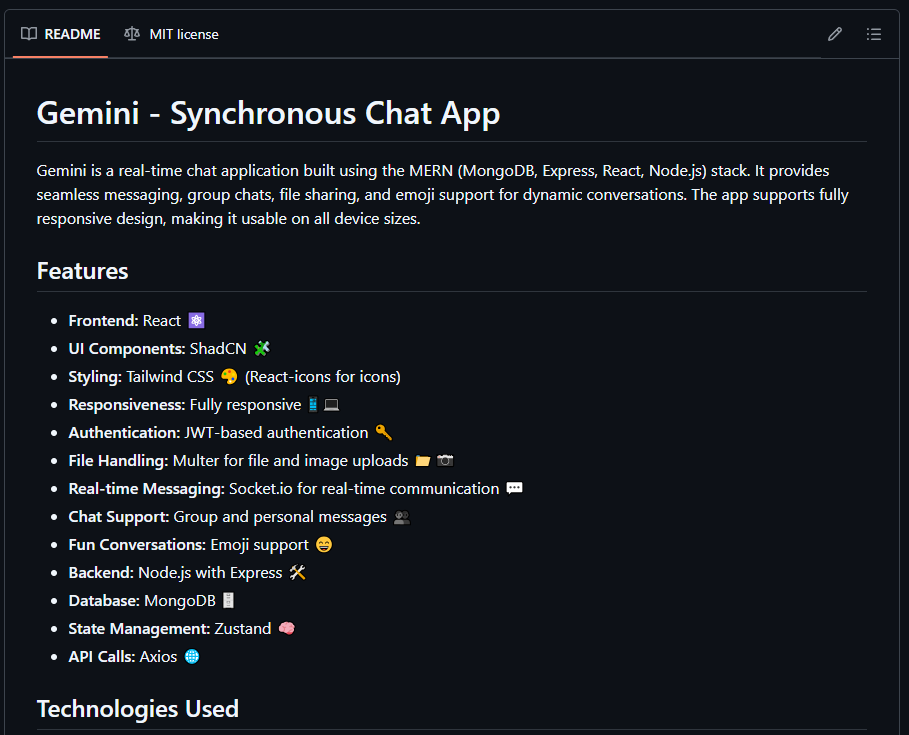 README MIT license
Gemini - Synchronous Chat App
Gemini is a real-time chat application built using the MERN (MongoDB, Express, React, Node.js) stack. It provides
seamless messaging, group chats, file sharing, and emoji support for dynamic conversations. The app supports fully
responsive design, making it usable on all device sizes.
Features
• Frontend: React ⚛️
• UI Components: ShadCN 🧩
• Styling: Tailwind CSS 🎨 (React-icons for icons)
• Responsiveness: Fully responsive 📱💻
• Authentication: JWT-based authentication 🔑
• File Handling: Multer for file and image uploads 📁 📷
• Real-time Messaging: Socket.io for real-time communication 💬
• Chat Support: Group and personal messages 👥
• Fun Conversations: Emoji support 😄
• Backend: Node.js with Express 🛠️
• Database: MongoDB 🗄️
• State Management: Zustand 🧠
• API Calls: Axios 🌐
Technologies Used